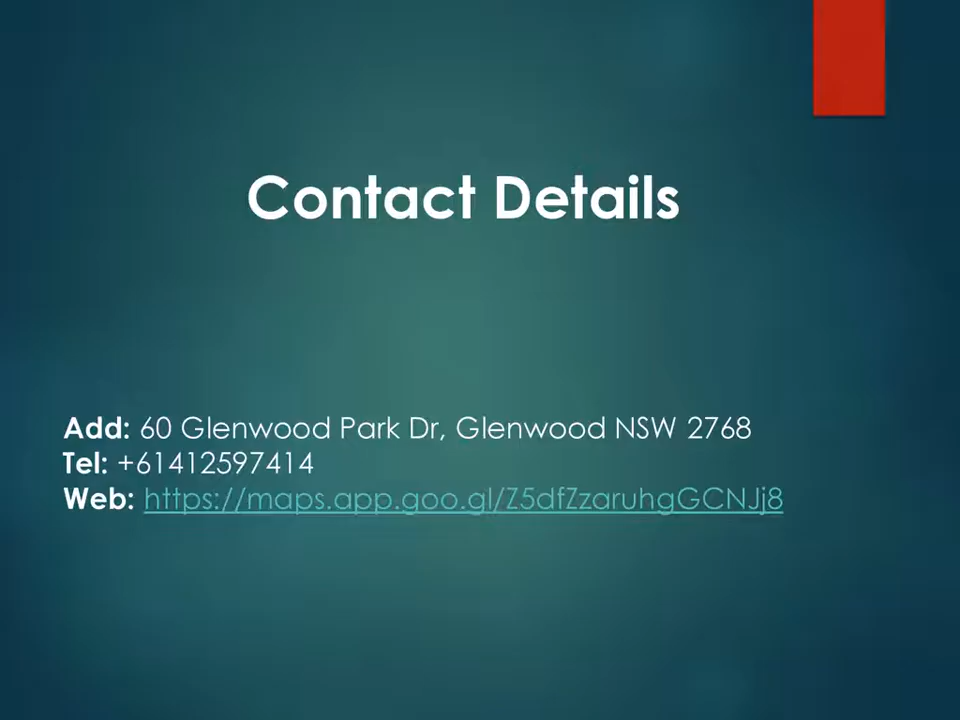 Contact Details
Add: 60 Glenwood Park Dr, Glenwood NSW 2768
Tel: +61412597414
Web: https://maps.app.goo.gl/Z5dfZzaruhgGCNJj8